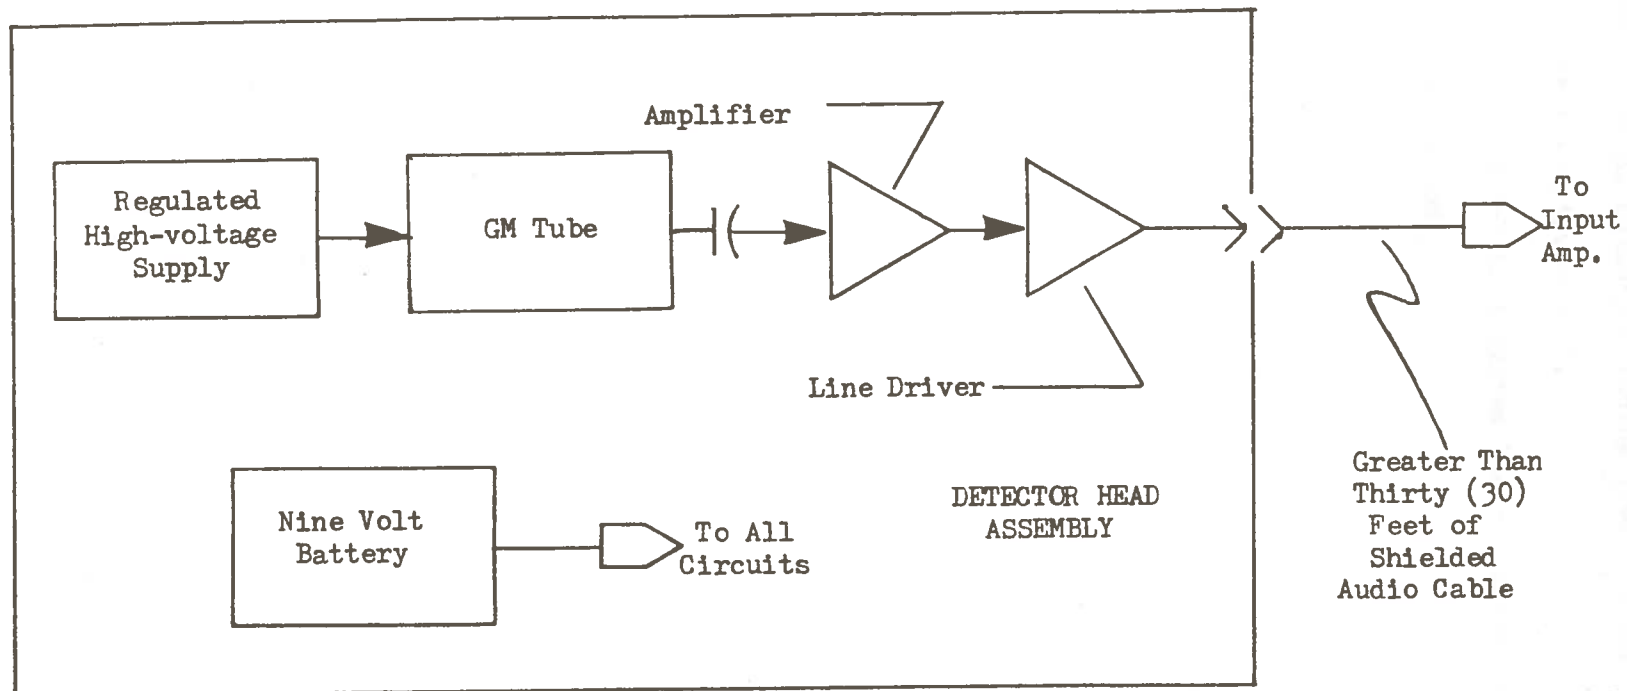 Amplifier
Regulated
High-voltage
Supply
GM Tube
To
Input
Amp.
Line Driver
Nine Volt
Battery
To All
Circuits
DETECTOR HEAD
ASSEMBLY
Greater Than
Thirty (30)
Feet of
Shielded
Audio Cable